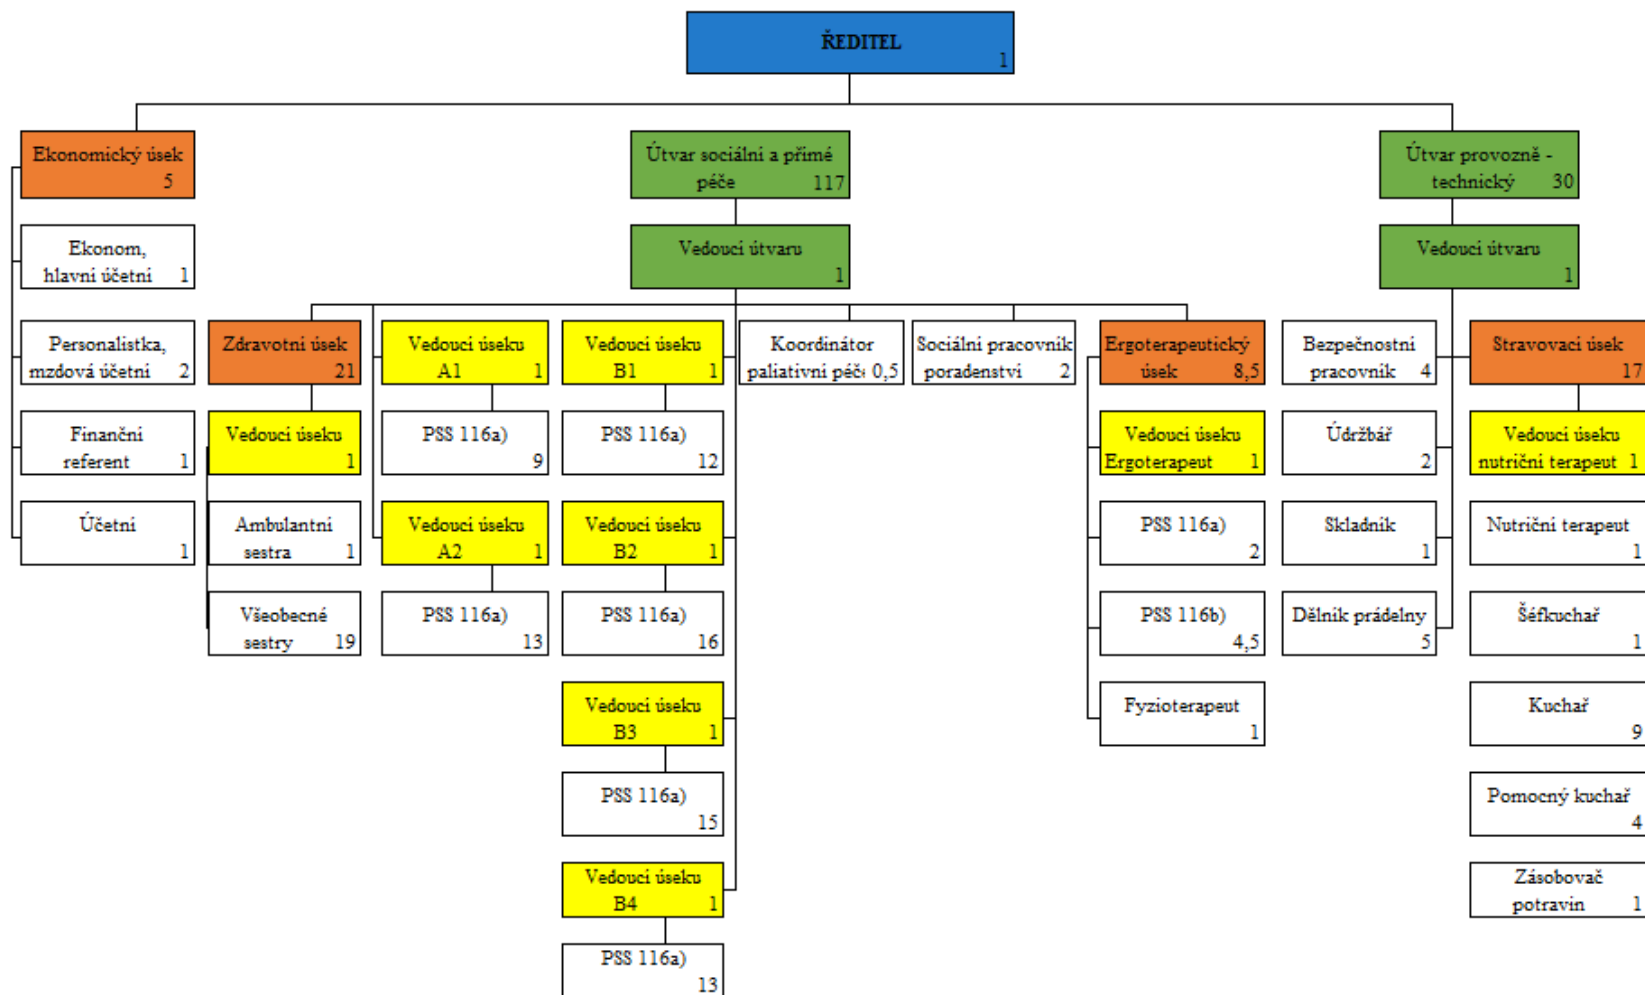 ŘEDITEL
1
Ekonomický úsek
5
Ekonom,
hlavní účetní 1
Personalistka,
mzdová účetní 2
Finanční
referent 1
Účetní
1
Útvar sociální a přímé
péče 117
Vedoucí útvaru
1
Zdravotní úsek
21
Vedoucí úseku
1
Ambulantní
sestra 1
Všeobecné
sestry 19
Vedoucí úseku
A1 1
PSS 116a)
9
Vedoucí úseku
A2 1
PSS 116a)
13
Vedoucí úseku
B1 1
PSS 116a)
12
Vedoucí úseku
B2 1
PSS 116a)
16
Vedoucí úseku
B3 1
PSS 116a)
15
Vedoucí úseku
B4 1
PSS 116a)
13
Koordinátor
paliativní péč 0,5
Sociální pracovník
poradenství 2
Ergoterapeutický
úsek 8,5
Vedoucí úseku
Ergoterapeut 1
PSS 116a)
2
PSS 116b)
4,5
Fyzioterapeut
1
Útvar provozně -
technický 30
Vedoucí útvaru
1
Bezpečnostní
pracovník 4
Údržbář
2
Skladník
1
Dělník prádelny
5
Stravovací úsek
17
Vedoucí úseku
nutriční terapeut 1
Nutriční terapeut
1
Šéfkuchař
1
Kuchař
9
Pomocný kuchař
4
Zásobovač
potravin 1